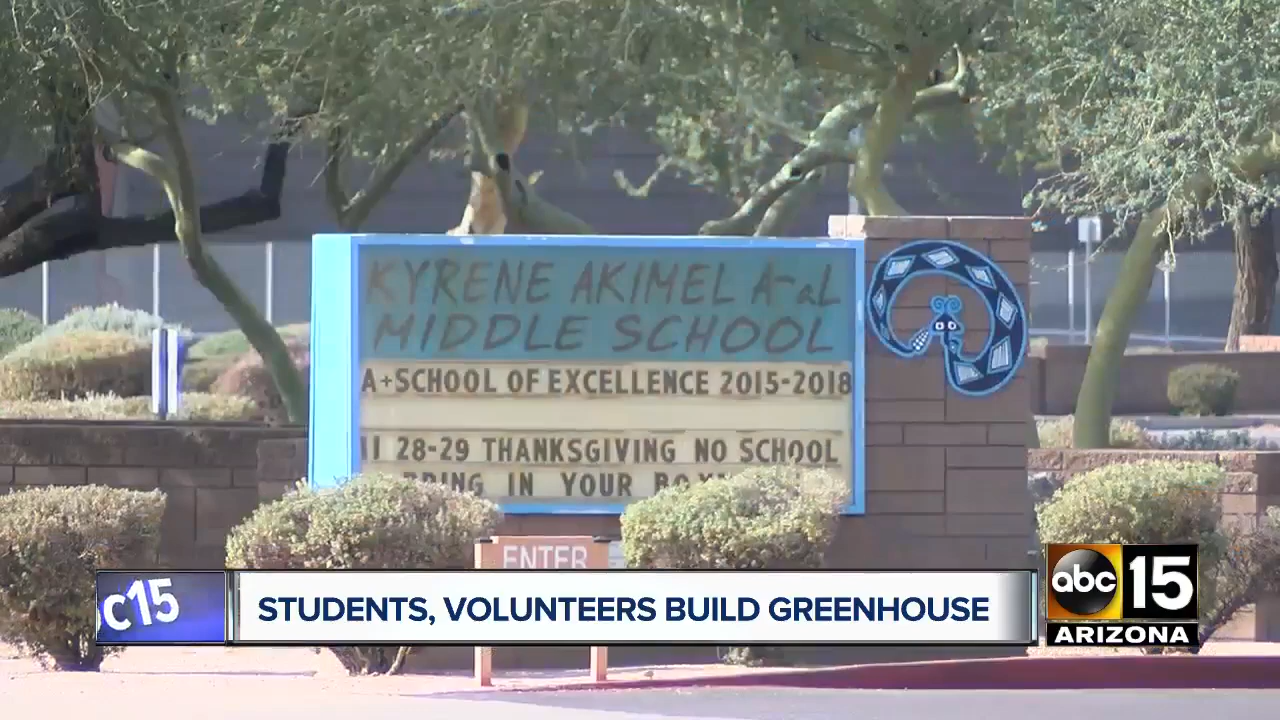 KYRENE AKIMEL A-aL
MIDDLE SCHOOL
A+SCHOOL OF EXCELLENCE 2015-2018
11 28-29 THANKSGIVING NO SCHOOL
BRING IN YOUR
ENTER
C15
STUDENTS, VOLUNTEERS BUILD GREENHOUSE
abc 15
ARIZONA